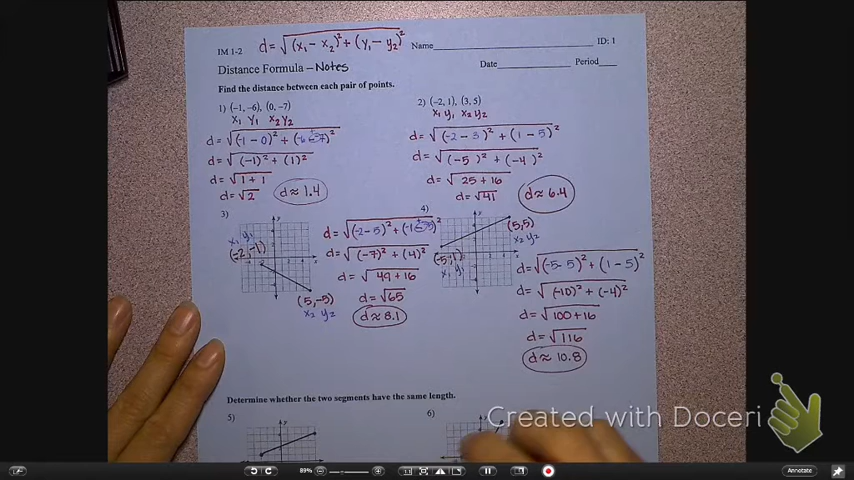 IM 1-2
d = √(x₁ - x₂)² + (y₁ - y₂)²
Name
ID: 1
Distance Formula - Notes
Date
Period
Find the distance between each pair of points.
1) (-1, -6), (0, -7)
x₁ y₁ x₂ y₂
d = √(-1 - 0)² + (-6 - -7)²
d = √(-1)² + (1)²
d = √1 + 1
d = √2
d ≈ 1.4
2) (-2, 1), (3, 5)
x₁ y₁ x₂ y₂
d = √(-2 - 3)² + (1 - 5)²
d = √(-5)² + (-4)²
d = √25 + 16
d = √41
d ≈ 6.4
3)
y
x
x₁ y₁
(-2, -1)
(5, -5)
x₂ y₂
d = √(-2 - 5)² + (-1 - -5)²
d = √(-7)² + (4)²
d = √49 + 16
d = √65
d ≈ 8.1
4)
y
x
(5, 5)
x₂ y₂
(-5, 1)
x₁ y₁
d = √(-5 - 5)² + (1 - 5)²
d = √(-10)² + (-4)²
d = √100 + 16
d = √116
d ≈ 10.8
Determine whether the two segments have the same length.
5)
y
6)
y
Created with Doceri
89%
1:1
Annotate